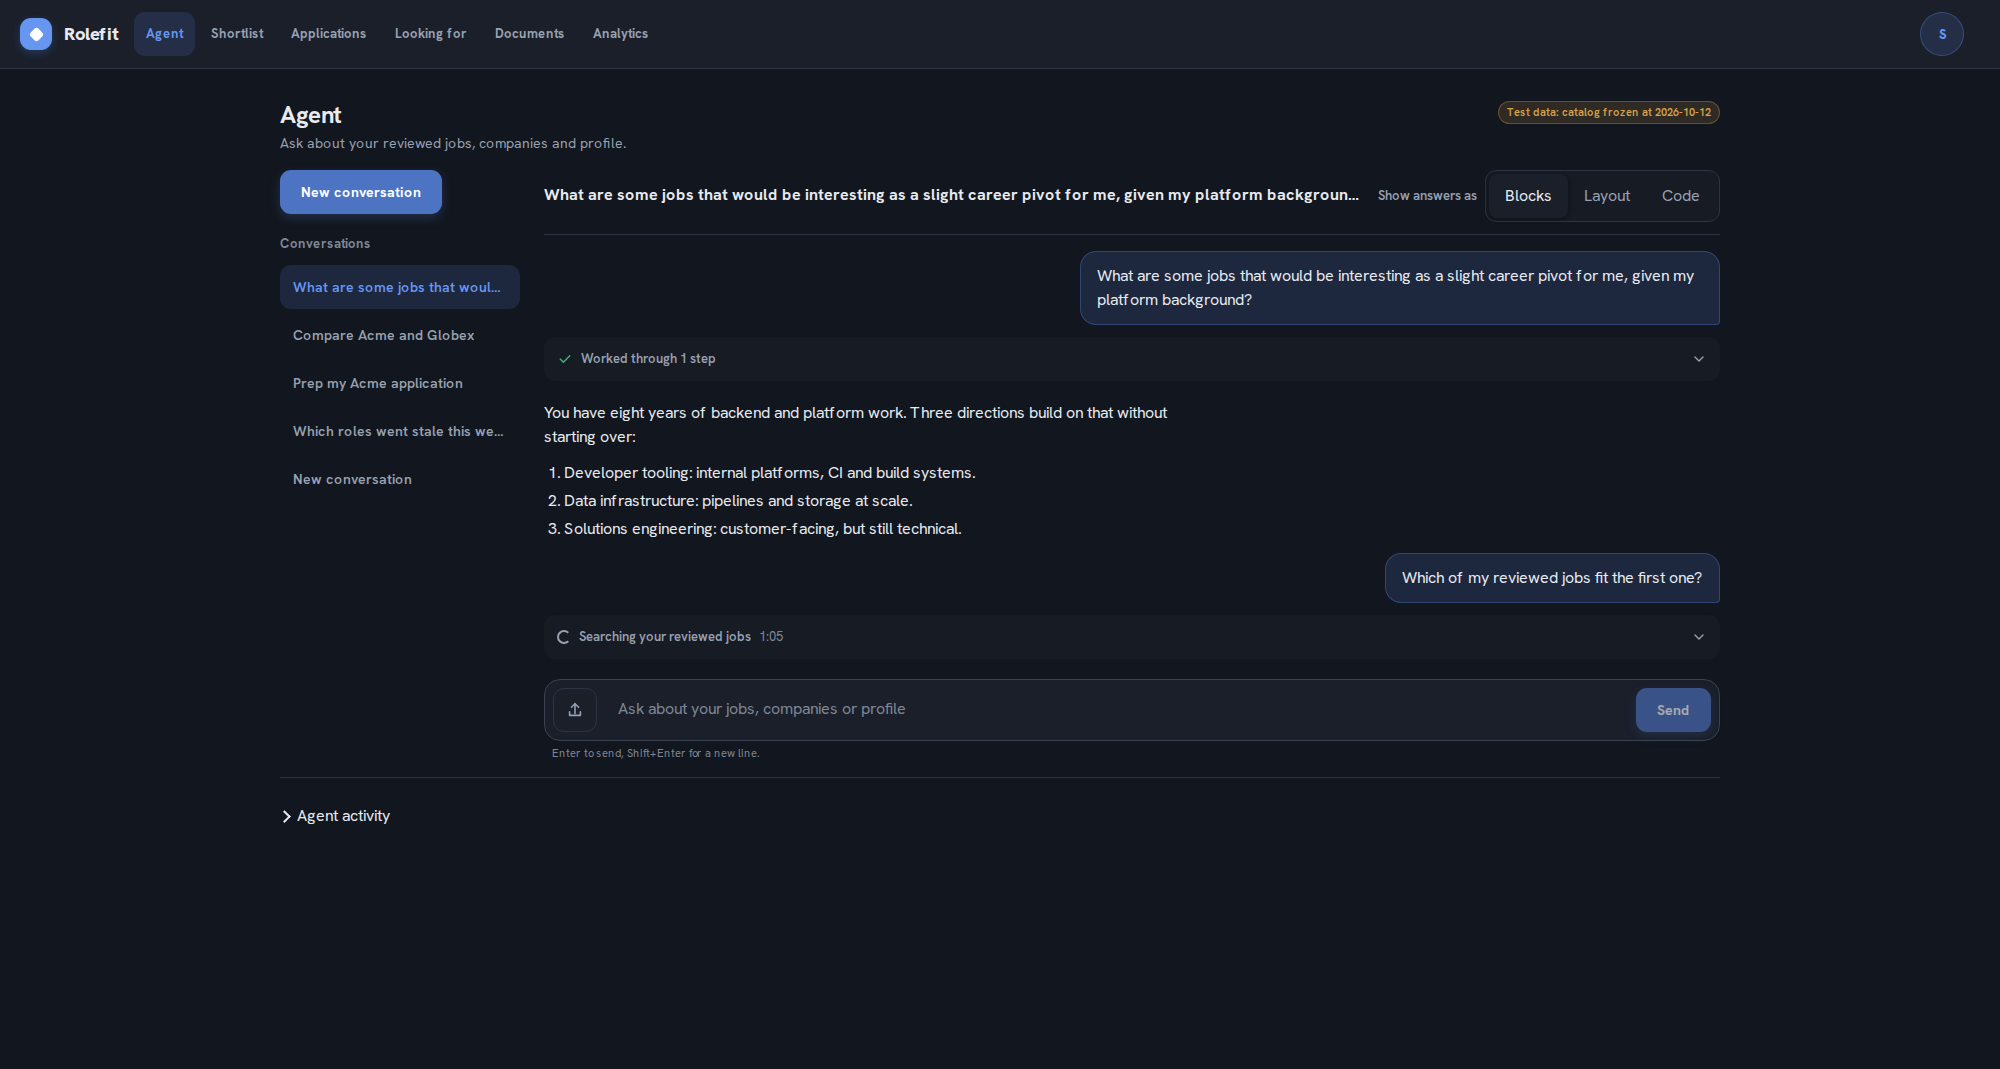 Rolefit
Agent
Shortlist
Applications
Looking for
Documents
Analytics
S
Agent
Test data: catalog frozen at 2026-10-12
Ask about your reviewed jobs, companies and profile.
New conversation
Conversations
What are some jobs that woul...
Compare Acme and Globex
Prep my Acme application
Which roles went stale this we...
New conversation
What are some jobs that would be interesting as a slight career pivot for me, given my platform backgroun...
Show answers as
Blocks
Layout
Code
What are some jobs that would be interesting as a slight career pivot for me, given my
platform background?
Worked through 1 step
You have eight years of backend and platform work. Three directions build on that without
starting over:
1. Developer tooling: internal platforms, CI and build systems.
2. Data infrastructure: pipelines and storage at scale.
3. Solutions engineering: customer-facing, but still technical.
Which of my reviewed jobs fit the first one?
Searching your reviewed jobs 1:05
Ask about your jobs, companies or profile
Send
Enter to send, Shift+Enter for a new line.
Agent activity